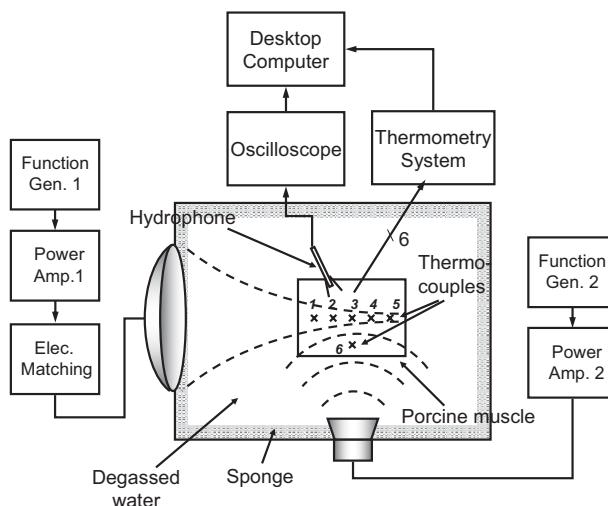 Desktop
Computer
Oscilloscope
Thermometry
System
Function
Gen. 1
Power
Amp.1
Elec.
Matching
Hydrophone
6
Thermo-
couples
1 2 3 4 5
6
Function
Gen. 2
Power
Amp. 2
Porcine muscle
Degassed
water
Sponge